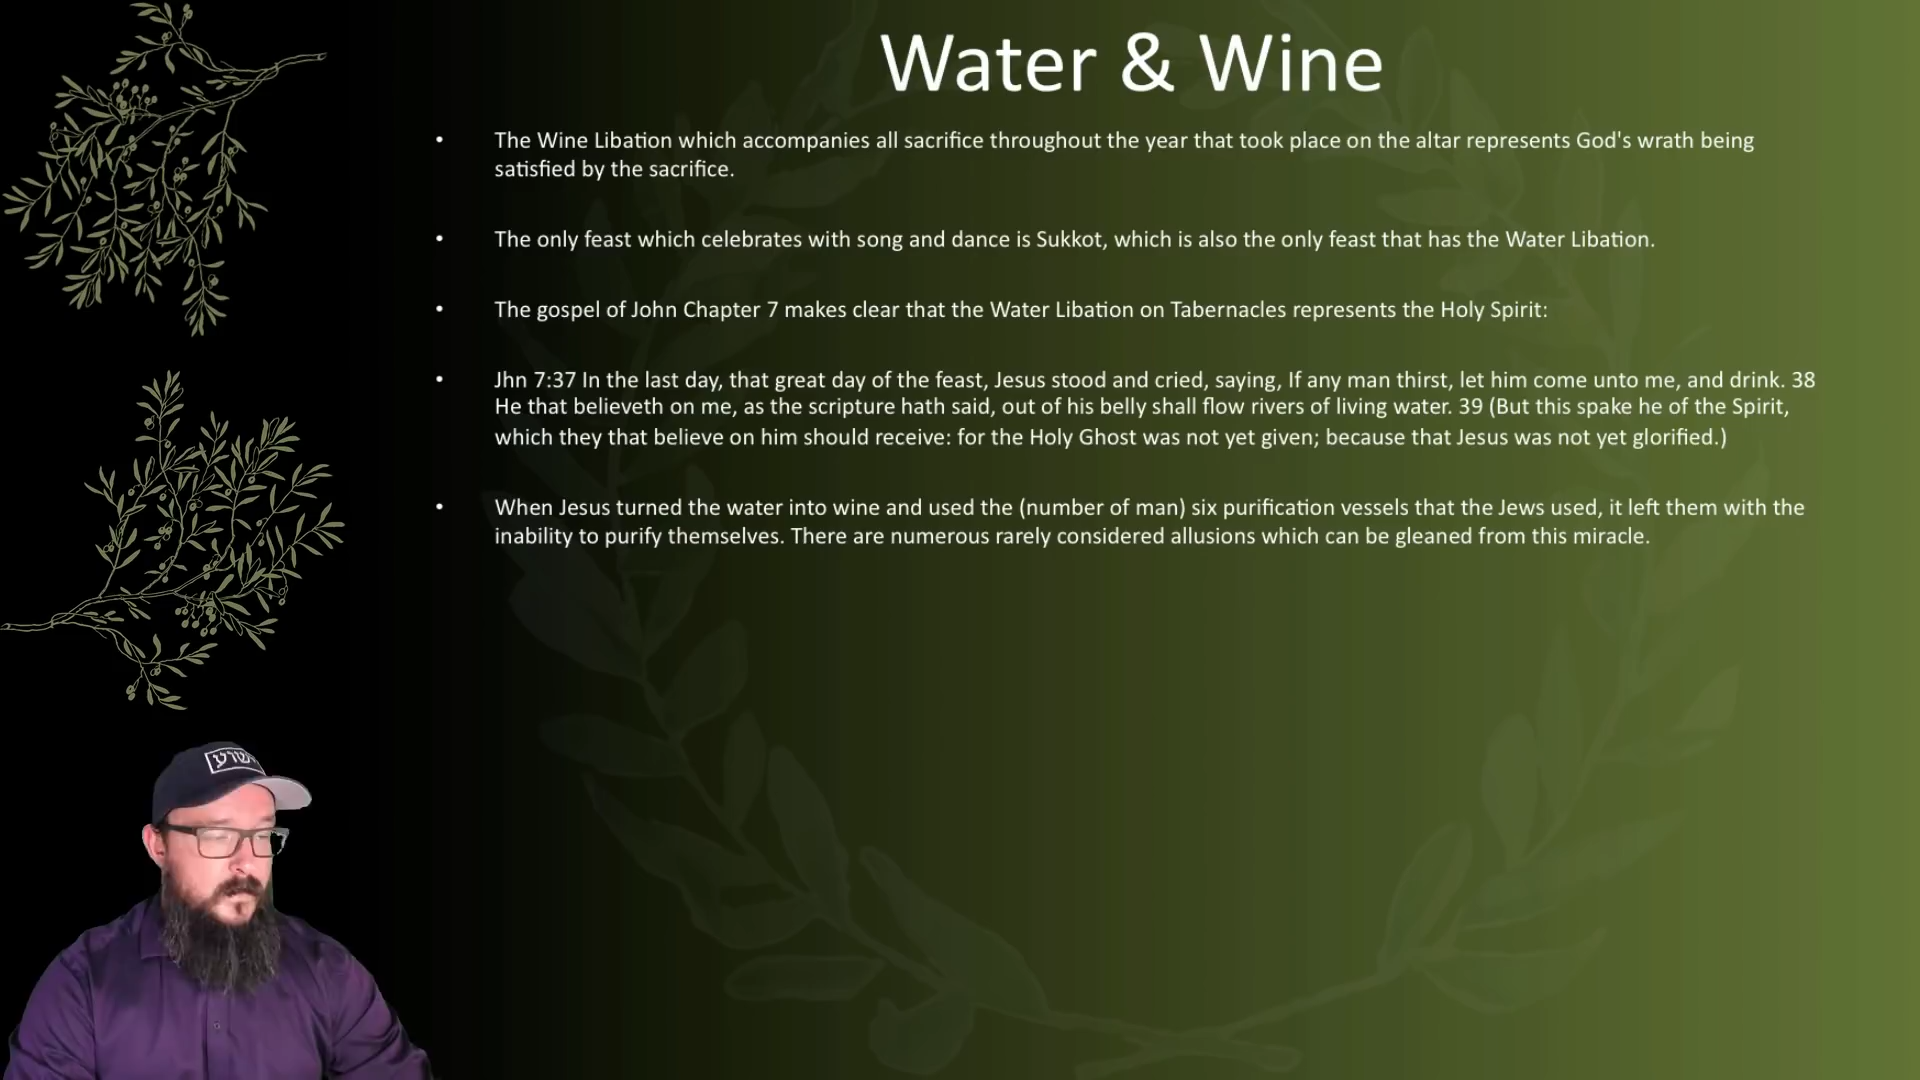 Water & Wine
• The Wine Libation which accompanies all sacrifice throughout the year that took place on the altar represents God's wrath being
satisfied by the sacrifice.
• The only feast which celebrates with song and dance is Sukkot, which is also the only feast that has the Water Libation.
• The gospel of John Chapter 7 makes clear that the Water Libation on Tabernacles represents the Holy Spirit:
• Jhn 7:37 In the last day, that great day of the feast, Jesus stood and cried, saying, If any man thirst, let him come unto me, and drink. 38
He that believeth on me, as the scripture hath said, out of his belly shall flow rivers of living water. 39 (But this spake he of the Spirit,
which they that believe on him should receive: for the Holy Ghost was not yet given; because that Jesus was not yet glorified.)
• When Jesus turned the water into wine and used the (number of man) six purification vessels that the Jews used, it left them with the
inability to purify themselves. There are numerous rarely considered allusions which can be gleaned from this miracle.